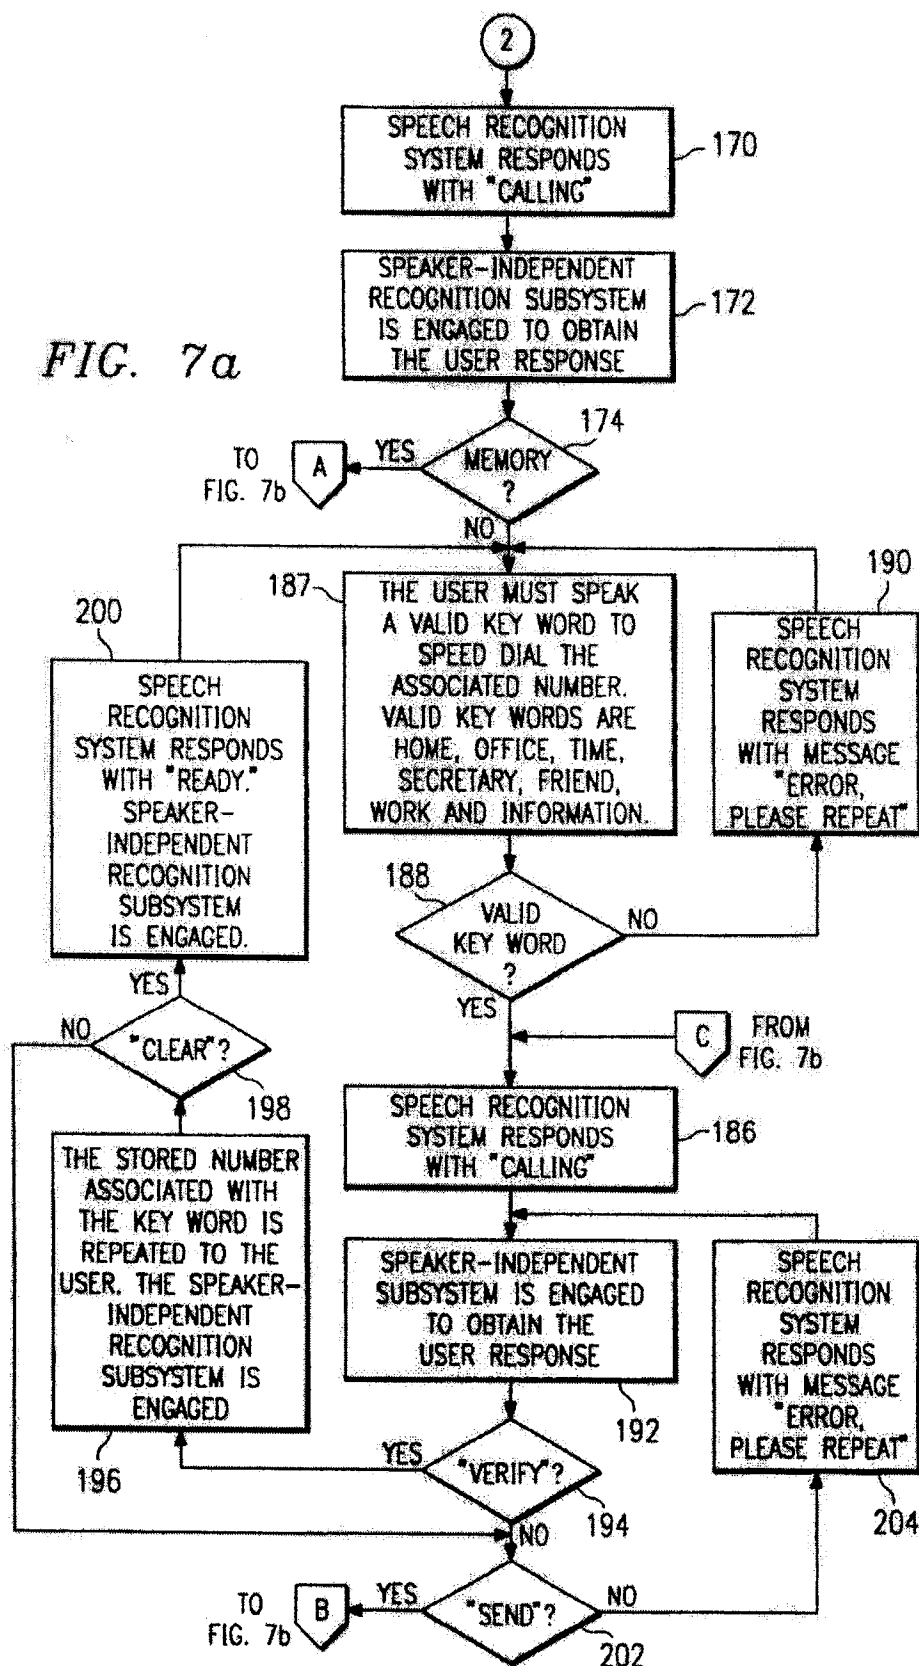 2
SPEECH RECOGNITION
SYSTEM RESPONDS
WITH "CALLING"
170
SPEAKER-INDEPENDENT
RECOGNITION SUBSYSTEM
IS ENGAGED TO OBTAIN
THE USER RESPONSE
172
FIG. 7a
174
MEMORY
?
YES
A
TO
FIG. 7b
NO
187
THE USER MUST SPEAK
A VALID KEY WORD TO
SPEED DIAL THE
ASSOCIATED NUMBER.
VALID KEY WORDS ARE
HOME, OFFICE, TIME,
SECRETARY, FRIEND,
WORK AND INFORMATION.
190
SPEECH
RECOGNITION
SYSTEM
RESPONDS
WITH MESSAGE
"ERROR,
PLEASE REPEAT"
200
SPEECH
RECOGNITION
SYSTEM RESPONDS
WITH "READY."
SPEAKER-
INDEPENDENT
RECOGNITION
SUBSYSTEM
IS ENGAGED.
188
VALID
KEY WORD
?
NO
YES
YES
NO
"CLEAR"?
198
C
FROM
FIG. 7b
SPEECH RECOGNITION
SYSTEM RESPONDS
WITH "CALLING"
186
THE STORED NUMBER
ASSOCIATED WITH
THE KEY WORD IS
REPEATED TO THE
USER. THE SPEAKER-
INDEPENDENT
RECOGNITION
SUBSYSTEM IS
ENGAGED
196
SPEAKER-INDEPENDENT
SUBSYSTEM IS ENGAGED
TO OBTAIN THE
USER RESPONSE
192
SPEECH
RECOGNITION
SYSTEM
RESPONDS
WITH MESSAGE
"ERROR,
PLEASE REPEAT"
204
YES
"VERIFY"?
194
NO
TO
FIG. 7b
B
YES
"SEND"?
NO
202